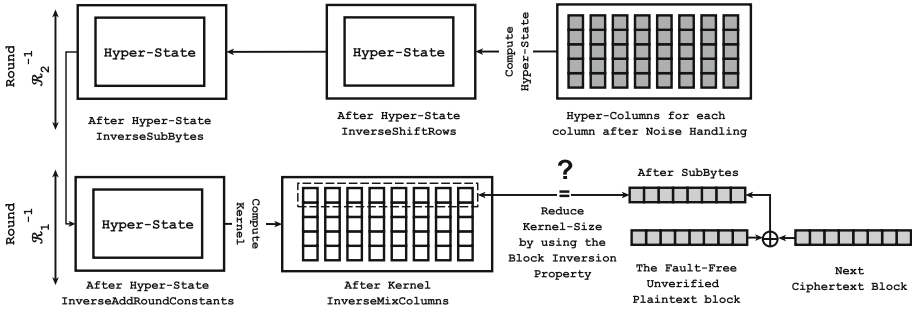 Round
ℛ₂⁻¹
Hyper-State
After Hyper-State
InverseSubBytes
Hyper-State
After Hyper-State
InverseShiftRows
Compute
Hyper-State
Hyper-Columns for each
column after Noise Handling
Round
ℛ₁⁻¹
Hyper-State
After Hyper-State
InverseAddRoundConstants
Compute
Kernel
After Kernel
InverseMixColumns
?
=
Reduce
Kernel-Size
by using the
Block Inversion
Property
After SubBytes
The Fault-Free
Unverified
Plaintext block
Next
Ciphertext Block